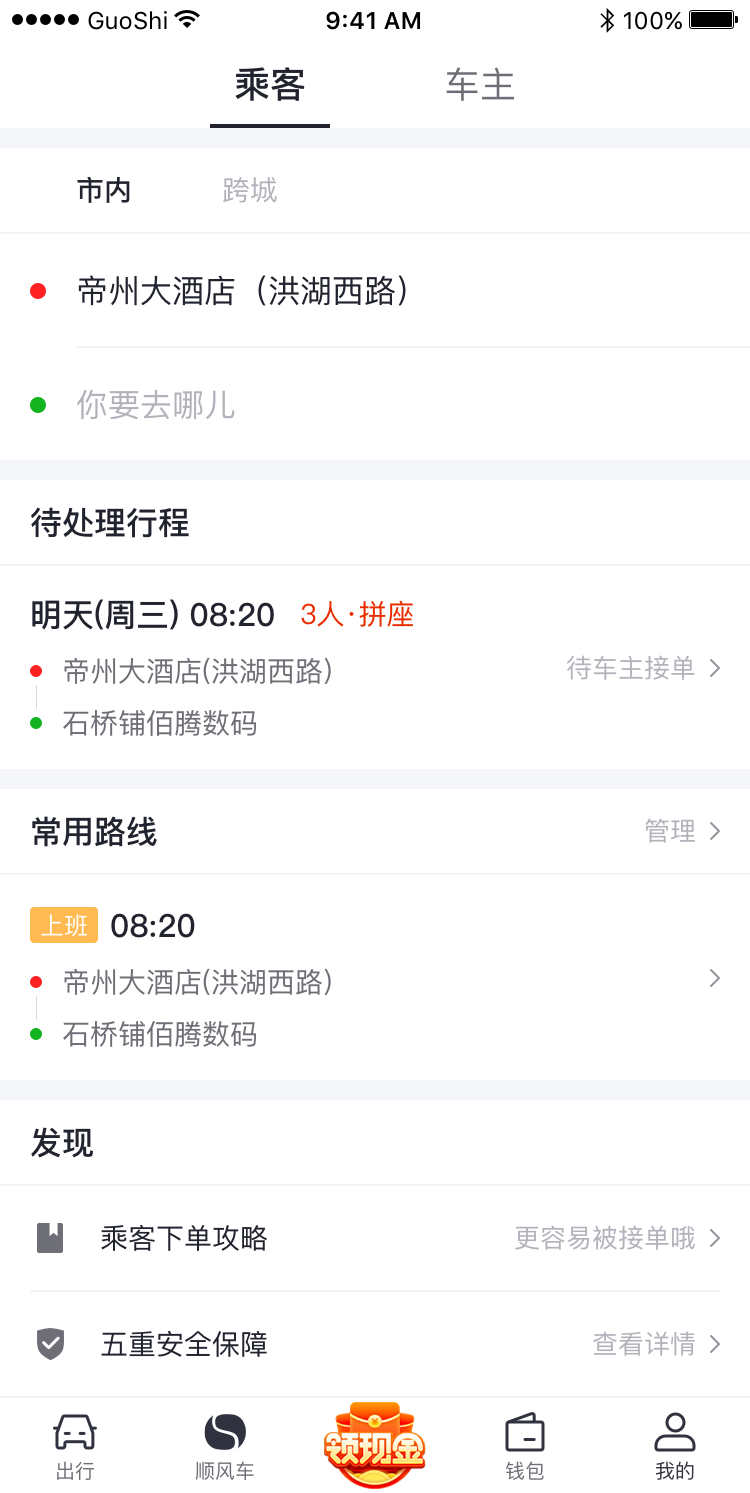 GuoShi 9:41 AM 100%
乘客 车主
市内 跨城
帝州大酒店（洪湖西路）
你要去哪儿
待处理行程
明天(周三) 08:20 3人·拼座
帝州大酒店(洪湖西路)
待车主接单
石桥铺佰腾数码
常用路线 管理
上班 08:20
帝州大酒店(洪湖西路)
石桥铺佰腾数码
发现
乘客下单攻略 更容易被接单哦
五重安全保障 查看详情
领现金
出行 顺风车 钱包 我的